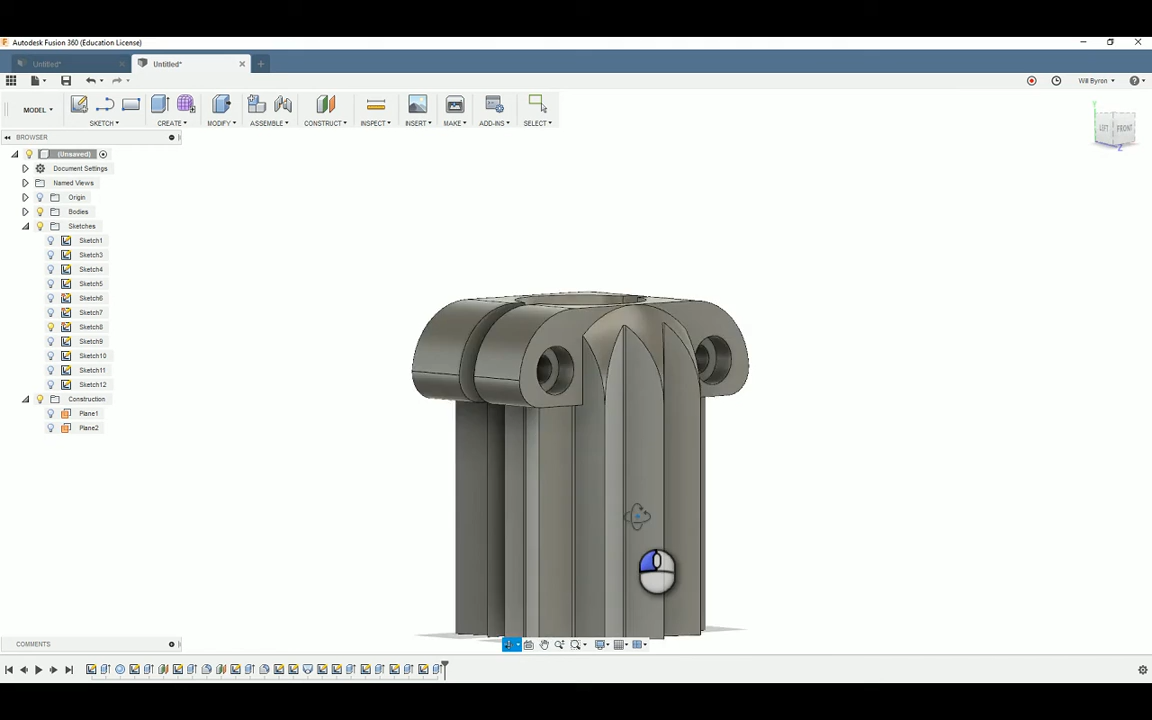 Autodesk Fusion 360 (Education License)
Untitled*
Untitled*
Will Byron
MODEL
SKETCH
CREATE
MODIFY
ASSEMBLE
CONSTRUCT
INSPECT
INSERT
MAKE
ADD-INS
SELECT
BROWSER
(Unsaved)
Document Settings
Named Views
Origin
Bodies
Sketches
Sketch1
Sketch3
Sketch4
Sketch5
Sketch6
Sketch7
Sketch8
Sketch9
Sketch10
Sketch11
Sketch12
Construction
Plane1
Plane2
LEFT
FRONT
Y
Z
COMMENTS